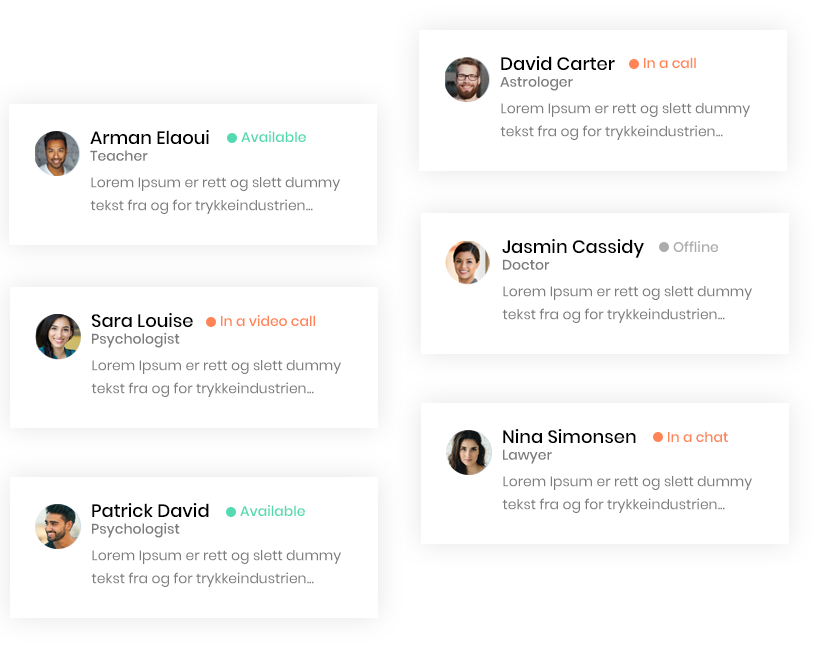 Arman Elaoui Available
Teacher
Lorem Ipsum er rett og slett dummy
tekst fra og for trykkeindustrien...
Sara Louise In a video call
Psychologist
Lorem Ipsum er rett og slett dummy
tekst fra og for trykkeindustrien...
Patrick David Available
Psychologist
Lorem Ipsum er rett og slett dummy
tekst fra og for trykkeindustrien...
David Carter In a call
Astrologer
Lorem Ipsum er rett og slett dummy
tekst fra og for trykkeindustrien...
Jasmin Cassidy Offline
Doctor
Lorem Ipsum er rett og slett dummy
tekst fra og for trykkeindustrien...
Nina Simonsen In a chat
Lawyer
Lorem Ipsum er rett og slett dummy
tekst fra og for trykkeindustrien...